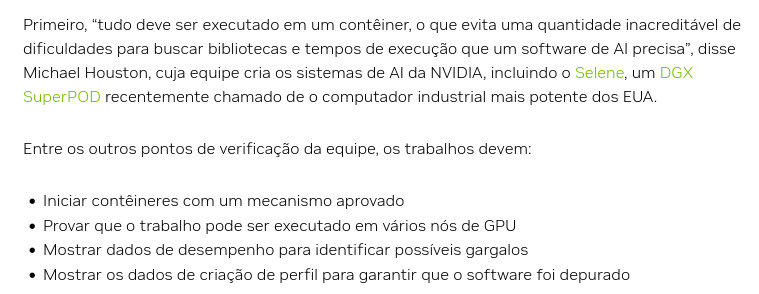 Primeiro, “tudo deve ser executado em um contêiner, o que evita uma quantidade inacreditável de
dificuldades para buscar bibliotecas e tempos de execução que um software de AI precisa”, disse
Michael Houston, cuja equipe cria os sistemas de AI da NVIDIA, incluindo o Selene, um DGX
SuperPOD recentemente chamado de o computador industrial mais potente dos EUA.
Entre os outros pontos de verificação da equipe, os trabalhos devem:
• Iniciar contêineres com um mecanismo aprovado
• Provar que o trabalho pode ser executado em vários nós de GPU
• Mostrar dados de desempenho para identificar possíveis gargalos
• Mostrar os dados de criação de perfil para garantir que o software foi depurado